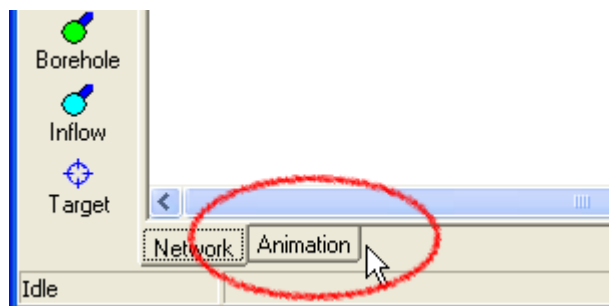 Borehole
Inflow
Target
Network Animation
Idle